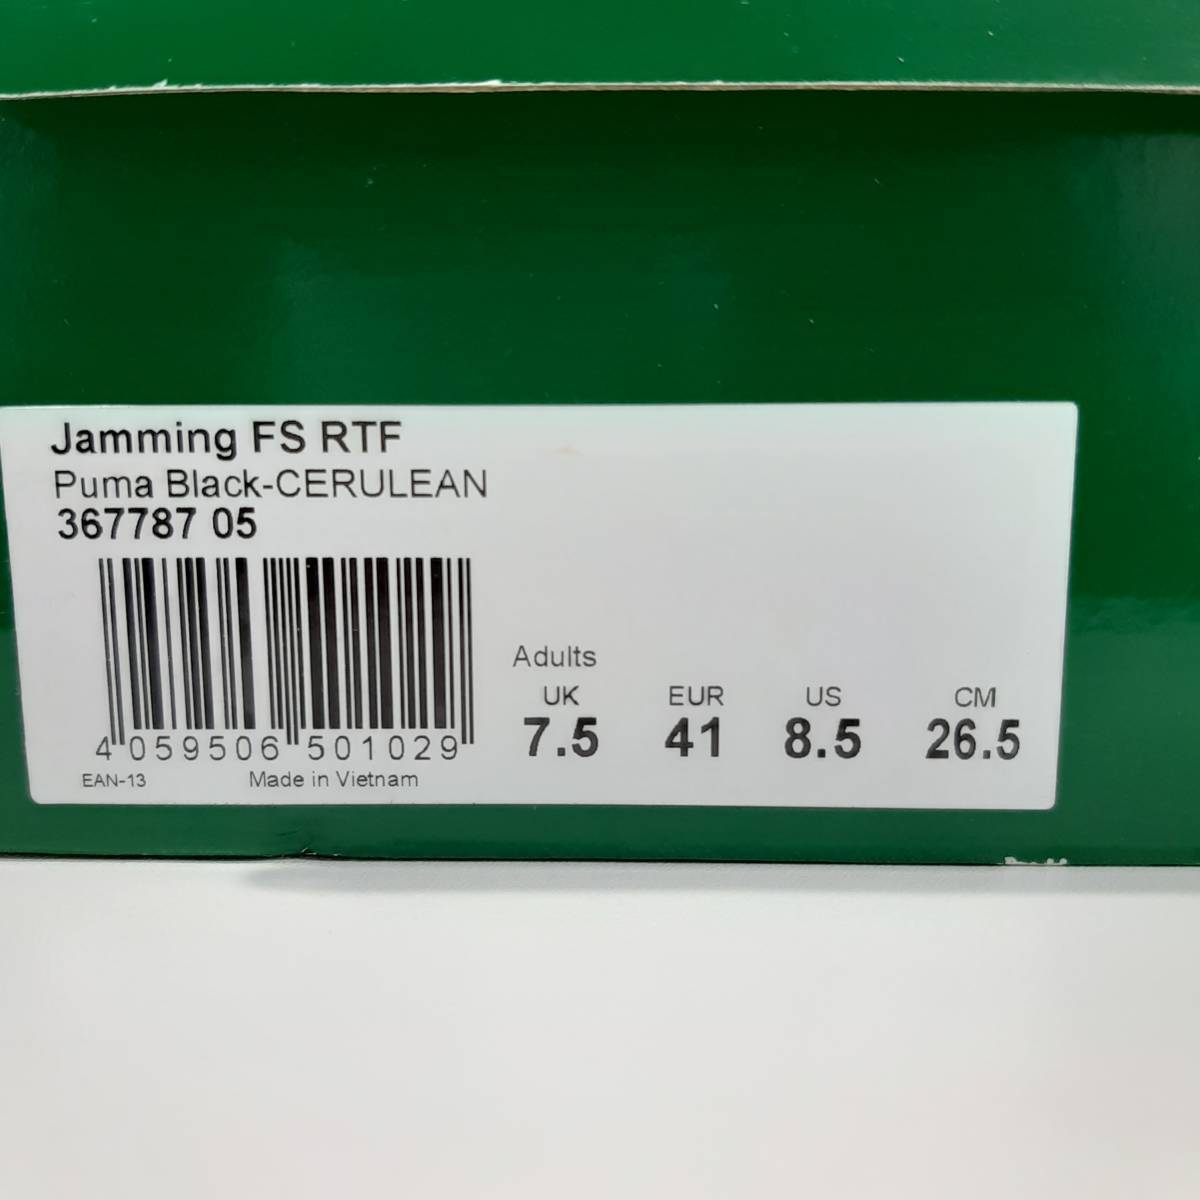 Jamming FS RTF
Puma Black-CERULEAN
367787 05
Adults
UK EUR US CM
7.5 41 8.5 26.5
4 059506 501029
EAN-13 Made in Vietnam